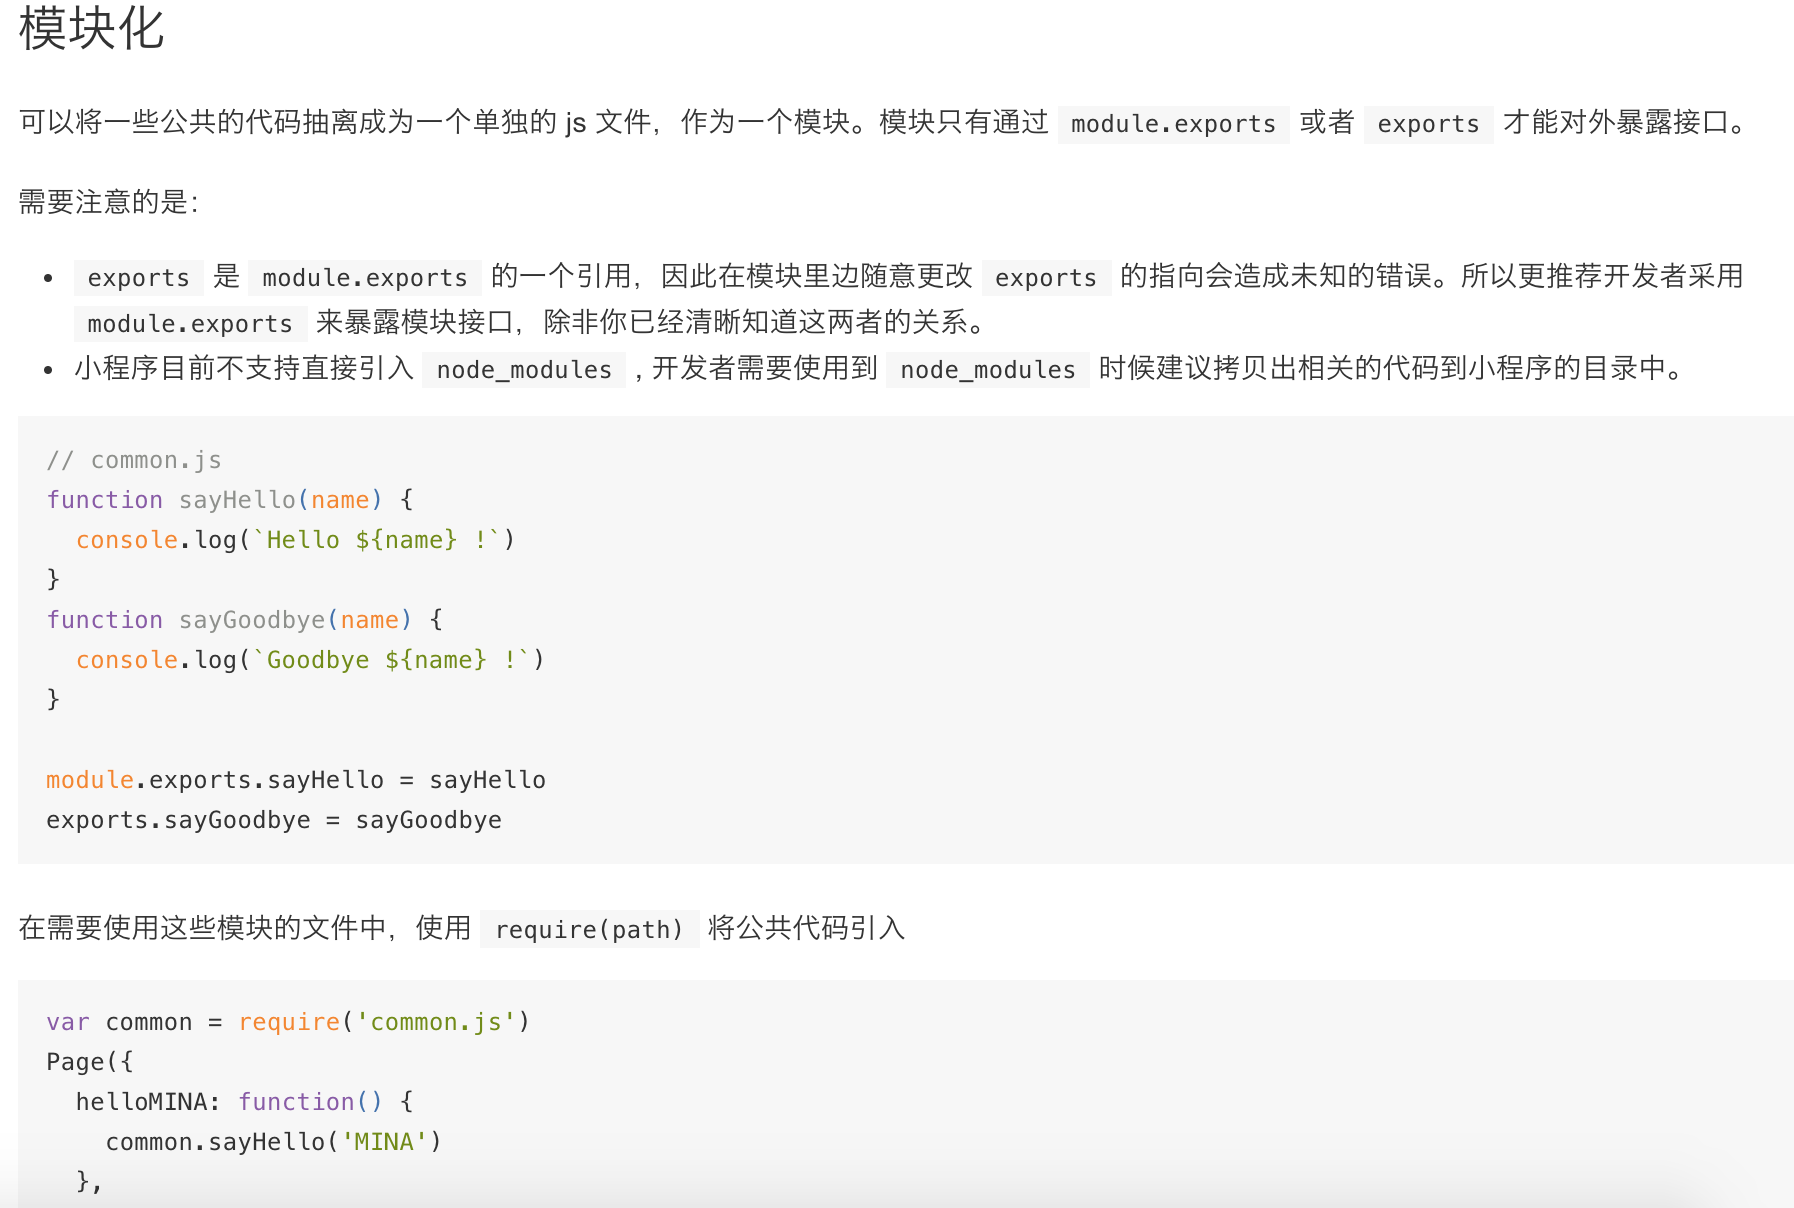 模块化
可以将一些公共的代码抽离成为一个单独的 js 文件，作为一个模块。模块只有通过 module.exports 或者 exports 才能对外暴露接口。
需要注意的是：
• exports 是 module.exports 的一个引用，因此在模块里边随意更改 exports 的指向会造成未知的错误。所以更推荐开发者采用
module.exports 来暴露模块接口，除非你已经清晰知道这两者的关系。
• 小程序目前不支持直接引入 node_modules , 开发者需要使用到 node_modules 时候建议拷贝出相关的代码到小程序的目录中。
// common.js
function sayHello(name) {
  console.log(`Hello ${name} !`)
}
function sayGoodbye(name) {
  console.log(`Goodbye ${name} !`)
}
module.exports.sayHello = sayHello
exports.sayGoodbye = sayGoodbye
在需要使用这些模块的文件中，使用 require(path) 将公共代码引入
var common = require('common.js')
Page({
  helloMINA: function() {
    common.sayHello('MINA')
  },